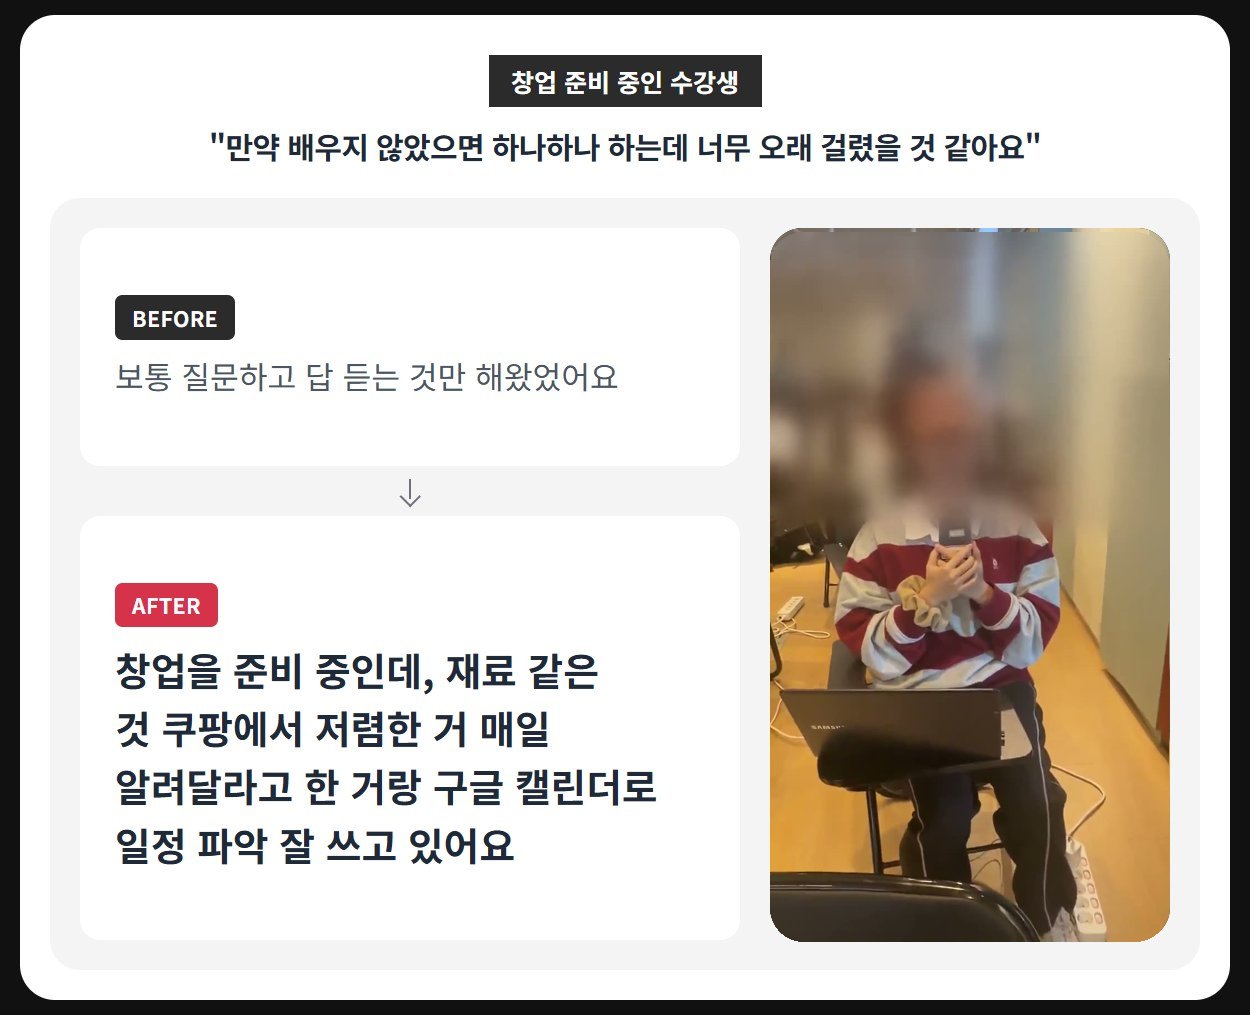 창업 준비 중인 수강생
"만약 배우지 않았으면 하나하나 하는데 너무 오래 걸렸을 것 같아요"
BEFORE
보통 질문하고 답 듣는 것만 해왔었어요
AFTER
창업을 준비 중인데, 재료 같은
것 쿠팡에서 저렴한 거 매일
알려달라고 한 거랑 구글 캘린더로
일정 파악 잘 쓰고 있어요
SAMSUNG